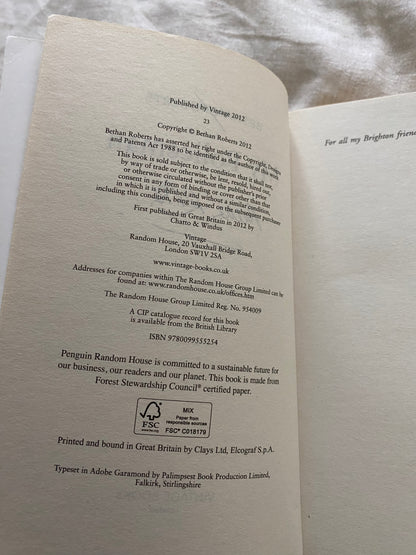 Published by Vintage 2012
23
Copyright © Bethan Roberts 2012
Bethan Roberts has asserted her right under the Copyright, Designs
and Patents Act 1988 to be identified as the author of this work
This book is sold subject to the condition that it shall not,
by way of trade or otherwise, be lent, resold, hired out,
or otherwise circulated without the publisher's prior
consent in any form of binding or cover other than that
in which it is published and without a similar condition,
including this condition, being imposed on the subsequent purchaser
First published in Great Britain in 2012 by
Chatto & Windus
Vintage
Random House, 20 Vauxhall Bridge Road,
London SW1V 2SA
www.vintage-books.co.uk
Addresses for companies within The Random House Group Limited can be
found at: www.randomhouse.co.uk/offices.htm
The Random House Group Limited Reg. No. 954009
A CIP catalogue record for this book
is available from the British Library
ISBN 9780099555254
Penguin Random House is committed to a sustainable future for
our business, our readers and our planet. This book is made from
Forest Stewardship Council® certified paper.
FSC
www.fsc.org
MIX
Paper from
responsible sources
FSC® C018179
Printed and bound in Great Britain by Clays Ltd, Elcograf S.p.A.
Typeset in Adobe Garamond by Palimpsest Book Production Limited,
Falkirk, Stirlingshire
For all my Brighton frien